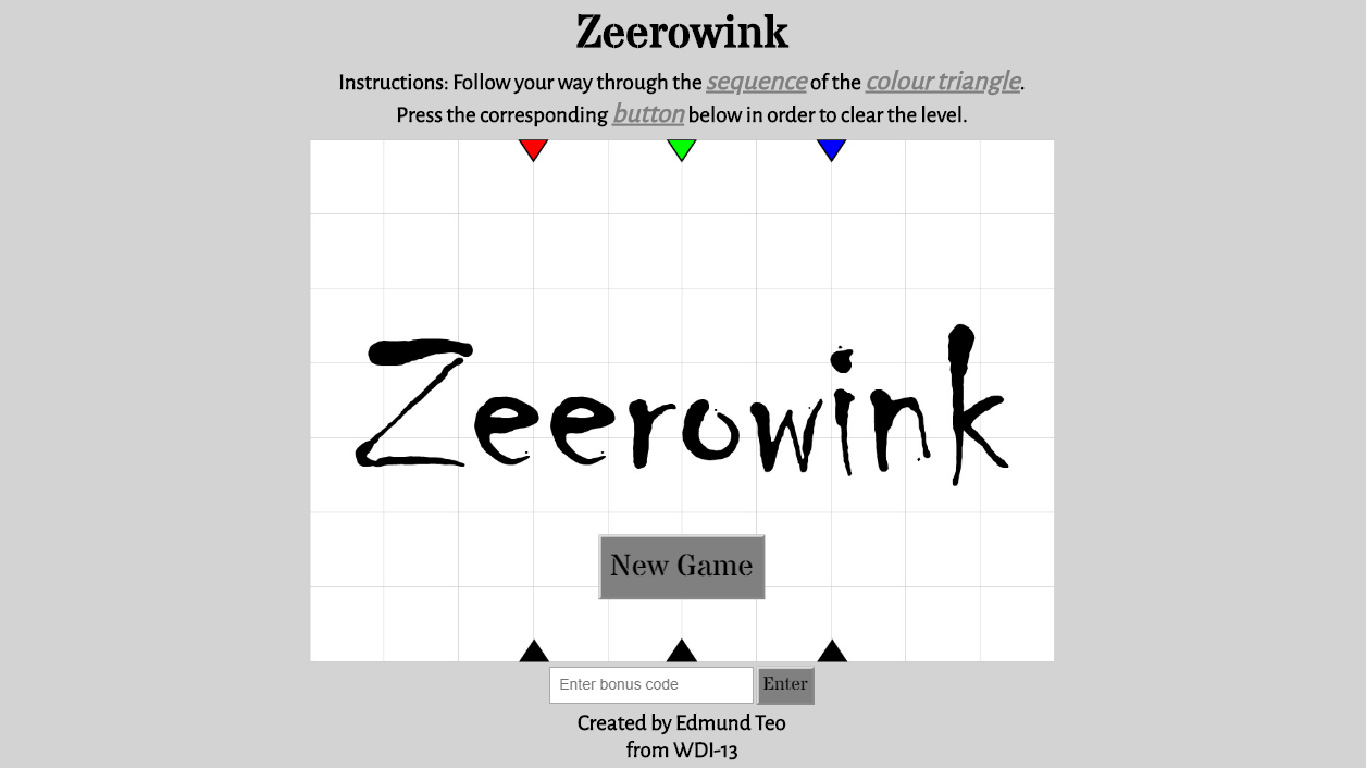 Zeerowink
Instructions: Follow your way through the sequence of the colour triangle.
Press the corresponding button below in order to clear the level.
Zeerowink
New Game
Enter bonus code
Enter
Created by Edmund Teo
from WDI-13